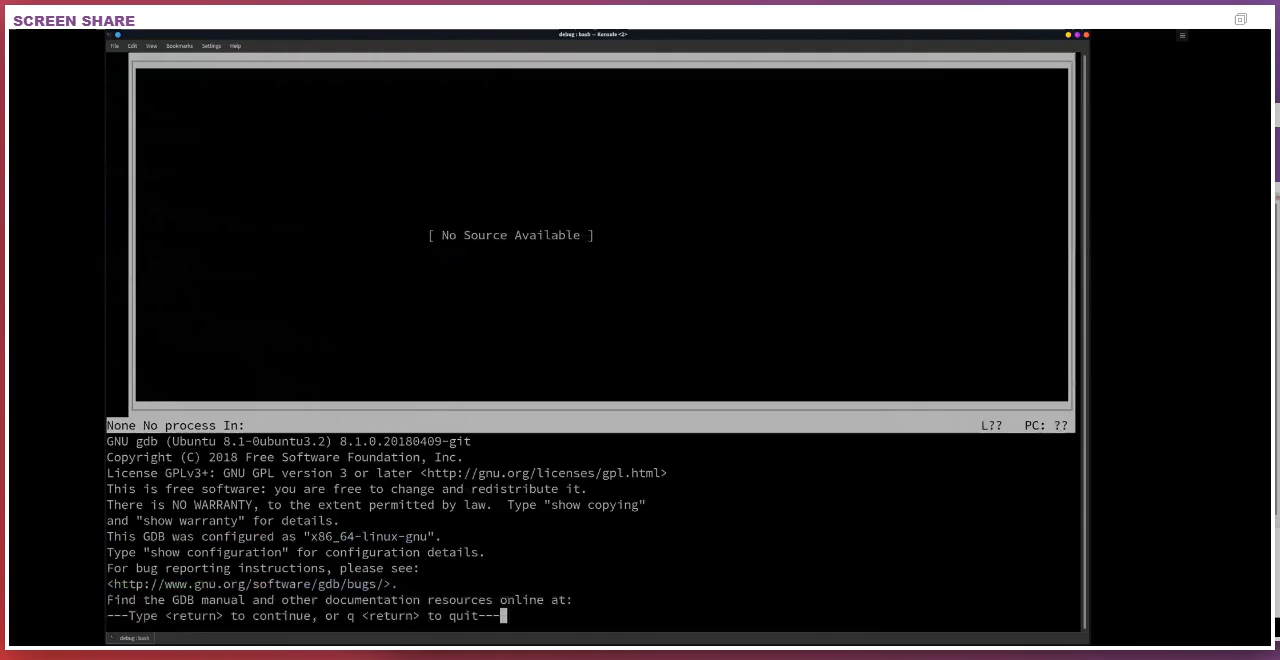 SCREEN SHARE
debug : bash — Konsole <2>
File Edit View Bookmarks Settings Help
[ No Source Available ]
None No process In: L?? PC: ??
GNU gdb (Ubuntu 8.1-0ubuntu3.2) 8.1.0.20180409-git
Copyright (C) 2018 Free Software Foundation, Inc.
License GPLv3+: GNU GPL version 3 or later <http://gnu.org/licenses/gpl.html>
This is free software: you are free to change and redistribute it.
There is NO WARRANTY, to the extent permitted by law.  Type "show copying"
and "show warranty" for details.
This GDB was configured as "x86_64-linux-gnu".
Type "show configuration" for configuration details.
For bug reporting instructions, please see:
<http://www.gnu.org/software/gdb/bugs/>.
Find the GDB manual and other documentation resources online at:
---Type <return> to continue, or q <return> to quit---
debug : bash